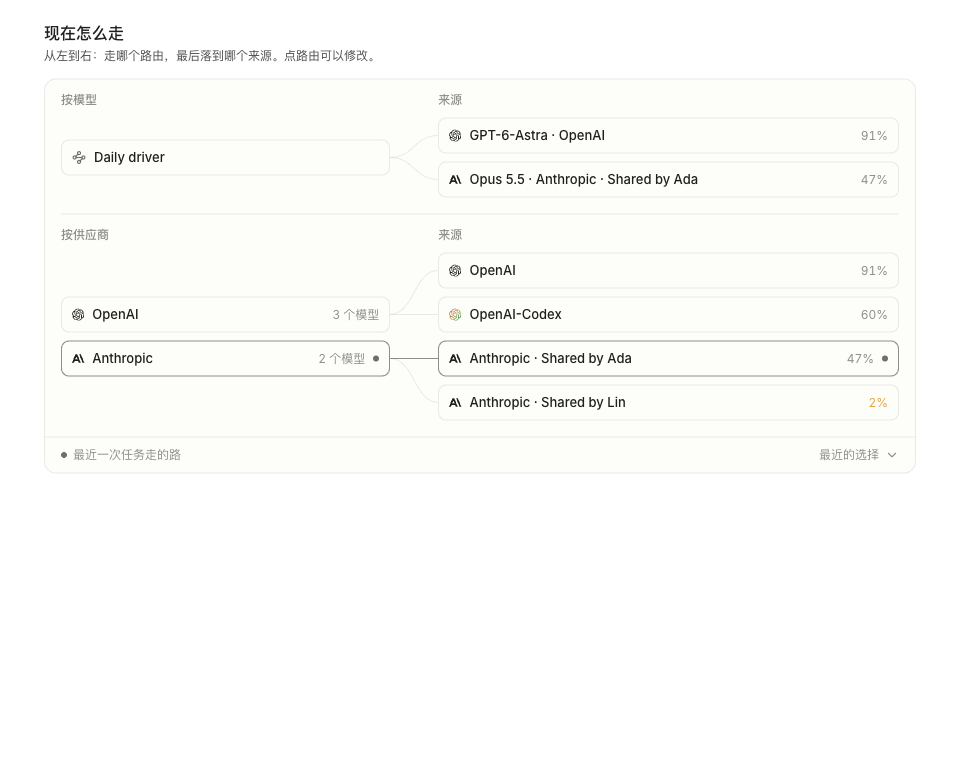 现在怎么走
从左到右：走哪个路由，最后落到哪个来源。点路由可以修改。
按模型
来源
Daily driver
GPT-6-Astra · OpenAI
91%
Opus 5.5 · Anthropic · Shared by Ada
47%
按供应商
来源
OpenAI
91%
OpenAI
3 个模型
OpenAI-Codex
60%
Anthropic
2 个模型
Anthropic · Shared by Ada
47%
Anthropic · Shared by Lin
2%
最近一次任务走的路
最近的选择